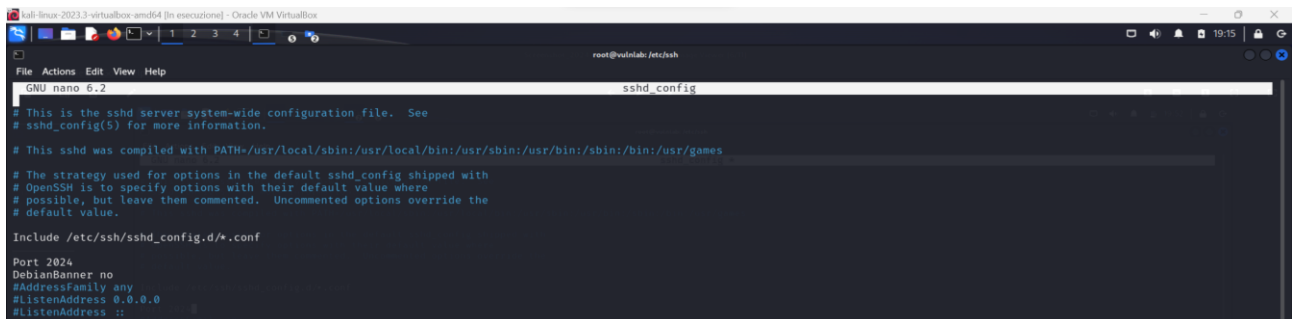 kali-linux-2023.3-virtualbox-amd64 [In esecuzione] - Oracle VM VirtualBox
1 2 3 4 19:15
root@vulnlab: /etc/ssh
File Actions Edit View Help
GNU nano 6.2 sshd_config
# This is the sshd server system-wide configuration file.  See
# sshd_config(5) for more information.
# This sshd was compiled with PATH=/usr/local/sbin:/usr/local/bin:/usr/sbin:/usr/bin:/sbin:/bin:/usr/games
# The strategy used for options in the default sshd_config shipped with
# OpenSSH is to specify options with their default value where
# possible, but leave them commented.  Uncommented options override the
# default value.
Include /etc/ssh/sshd_config.d/*.conf
Port 2024
DebianBanner no
#AddressFamily any
#ListenAddress 0.0.0.0
#ListenAddress ::